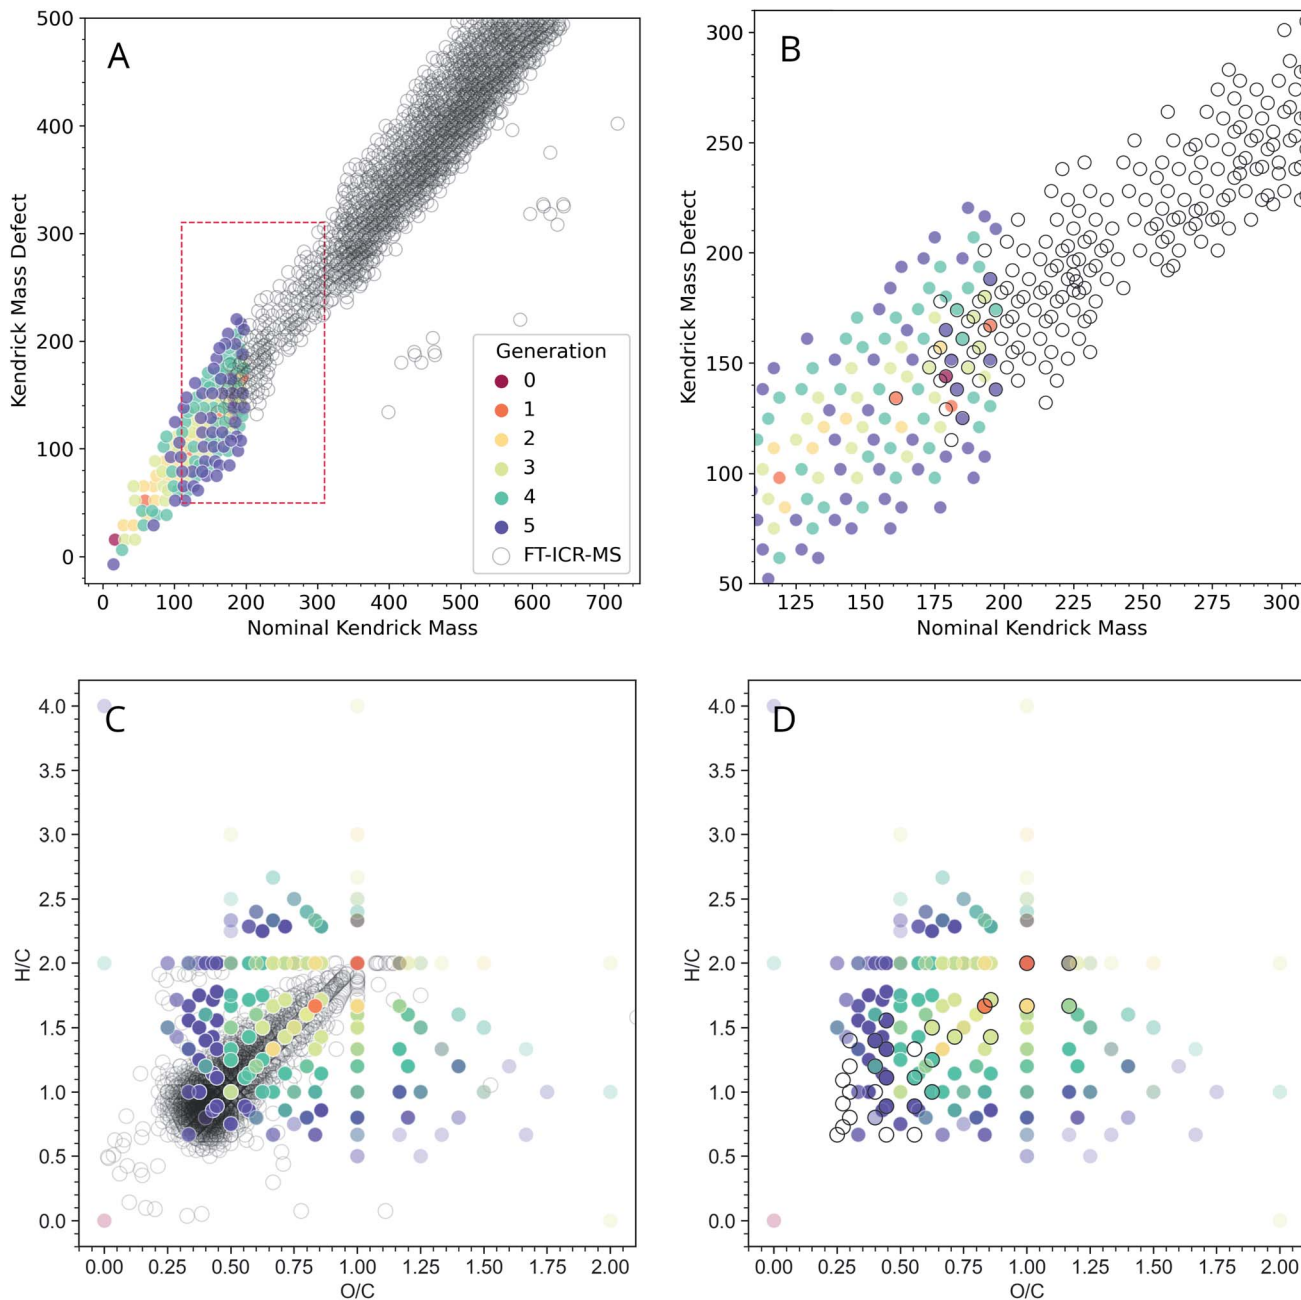 A
500
400
300
200
100
0
Kendrick Mass Defect
0 100 200 300 400 500 600 700
Nominal Kendrick Mass
Generation
0
1
2
3
4
5
FT-ICR-MS
B
300
250
200
150
100
50
Kendrick Mass Defect
125 150 175 200 225 250 275 300
Nominal Kendrick Mass
C
4.0
3.5
3.0
2.5
2.0
1.5
1.0
0.5
0.0
H/C
0.00 0.25 0.50 0.75 1.00 1.25 1.50 1.75 2.00
O/C
D
4.0
3.5
3.0
2.5
2.0
1.5
1.0
0.5
0.0
H/C
0.00 0.25 0.50 0.75 1.00 1.25 1.50 1.75 2.00
O/C